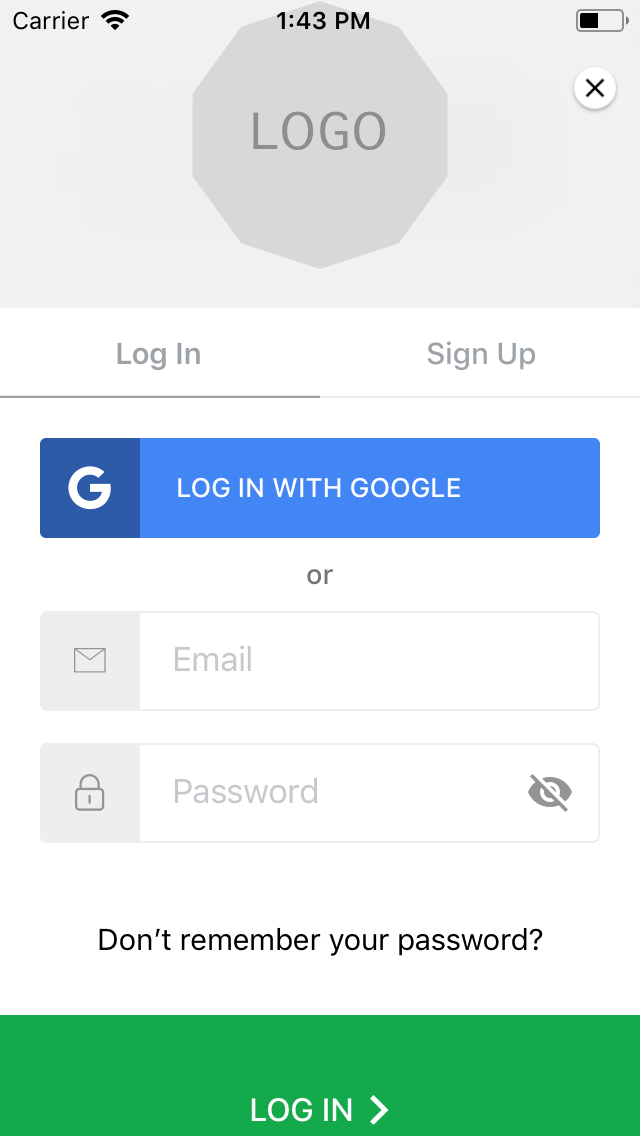 Carrier 1:43 PM
LOGO
Log In Sign Up
G LOG IN WITH GOOGLE
or
Email
Password
Don’t remember your password?
LOG IN